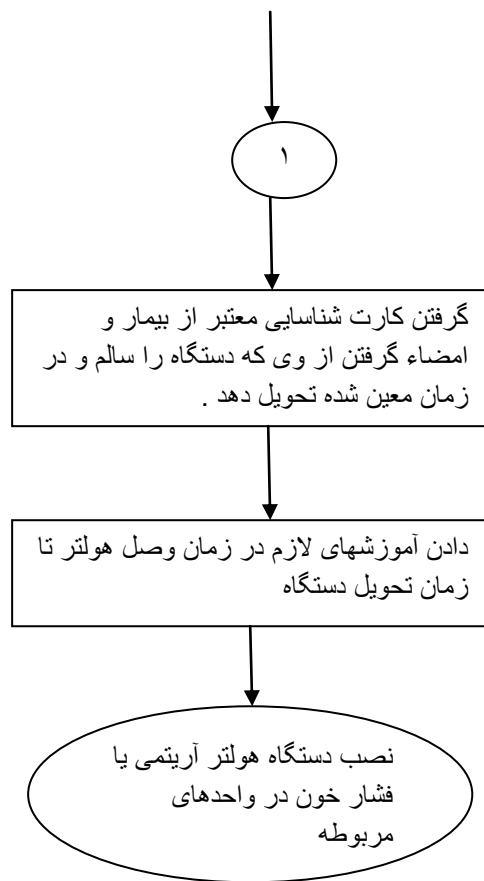 ۱
گرفتن کارت شناسایی معتبر از بیمار و
امضاء گرفتن از وی که دستگاه را سالم و در
زمان معین شده تحویل دهد .
دادن آموزشهای لازم در زمان وصل هولتر تا
زمان تحویل دستگاه
نصب دستگاه هولتر آریتمی یا
فشار خون در واحدهای
مربوطه